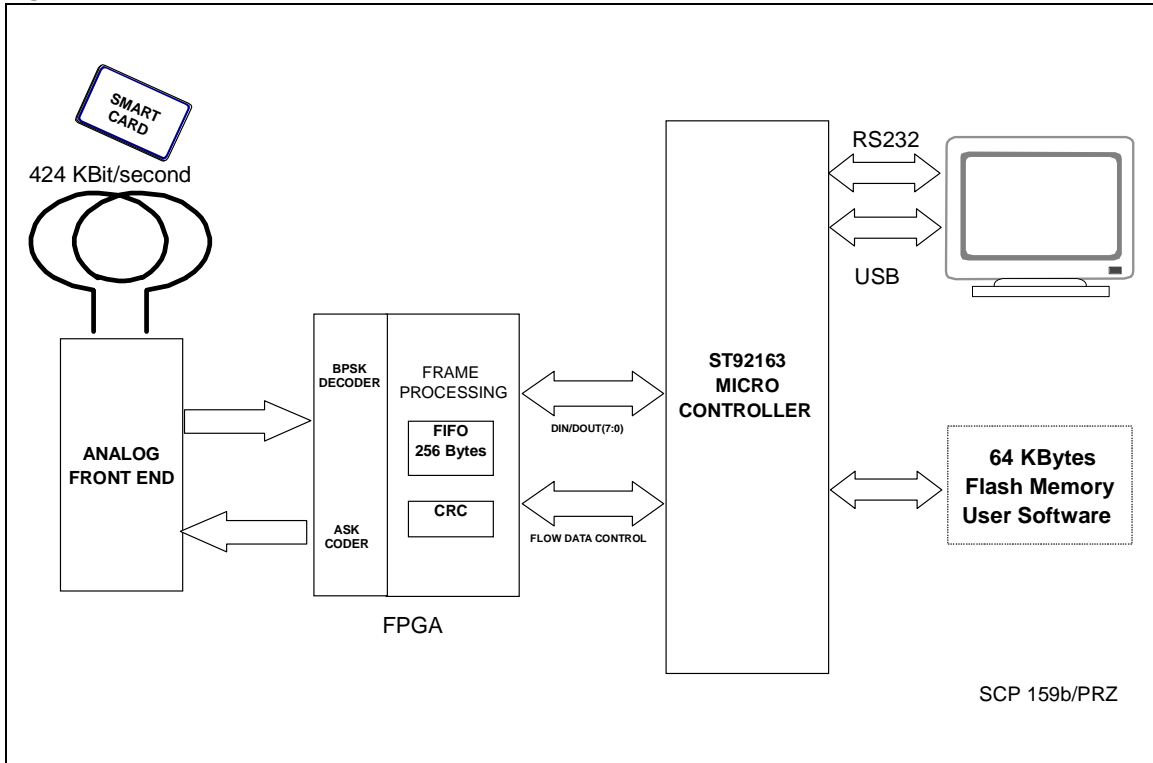 SMART
CARD
424 KBit/second
ANALOG
FRONT END
BPSK
DECODER
ASK
CODER
FRAME
PROCESSING
FIFO
256 Bytes
CRC
FPGA
DIN/DOUT(7:0)
FLOW DATA CONTROL
ST92163
MICRO
CONTROLLER
RS232
USB
64 KBytes
Flash Memory
User Software
SCP 159b/PRZ